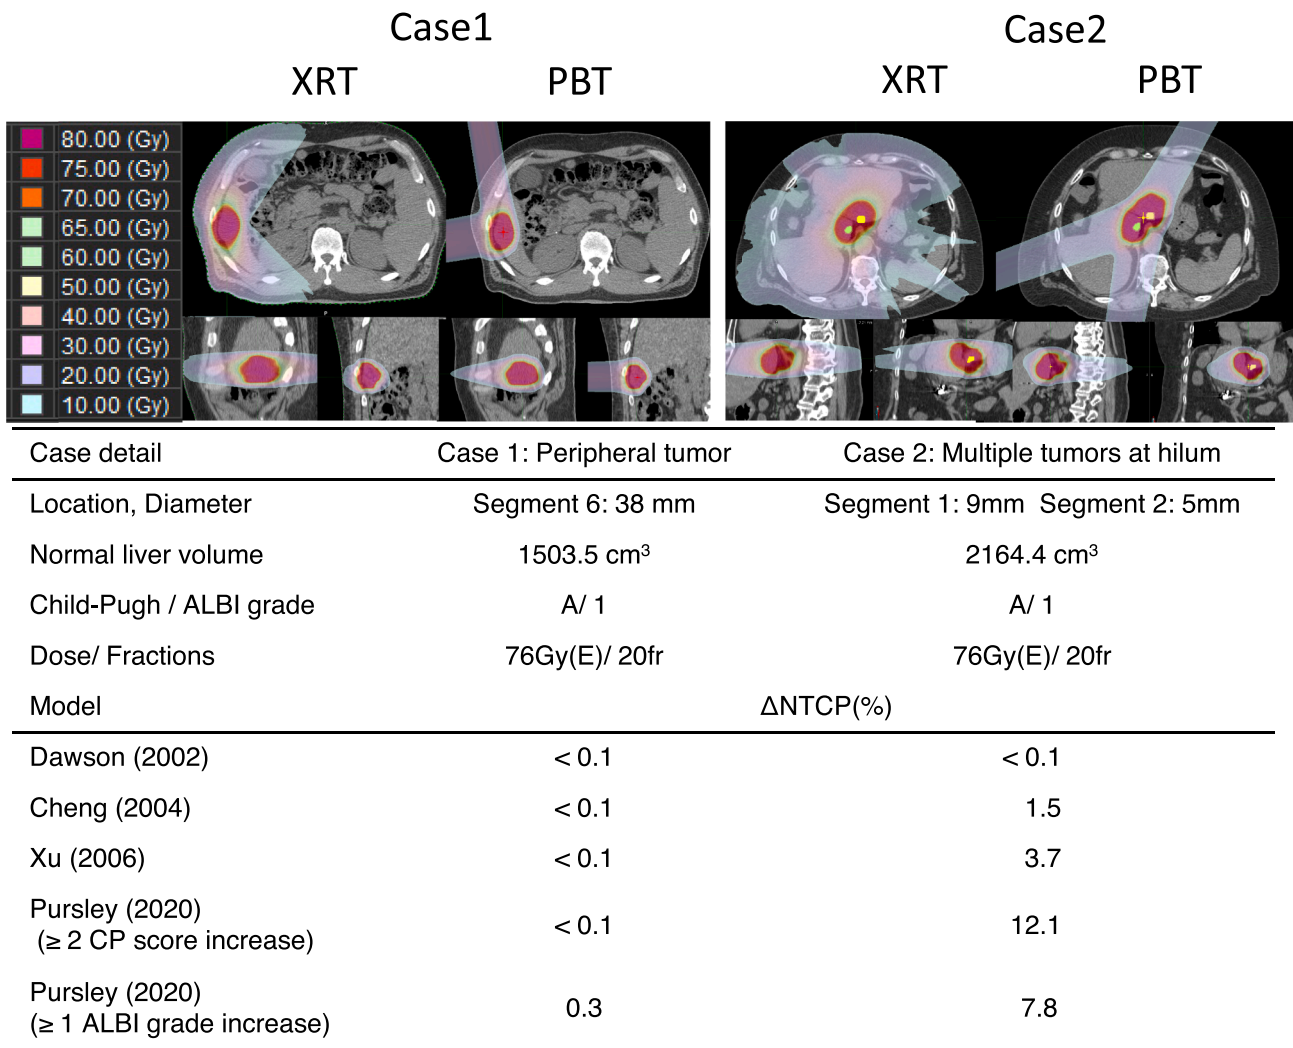 Case1
Case2
XRT
PBT
XRT
PBT
80.00 (Gy)
75.00 (Gy)
70.00 (Gy)
65.00 (Gy)
60.00 (Gy)
50.00 (Gy)
40.00 (Gy)
30.00 (Gy)
20.00 (Gy)
10.00 (Gy)
Case detail Case 1: Peripheral tumor Case 2: Multiple tumors at hilum
Location, Diameter Segment 6: 38 mm Segment 1: 9mm Segment 2: 5mm
Normal liver volume 1503.5 cm³ 2164.4 cm³
Child-Pugh / ALBI grade A/ 1 A/ 1
Dose/ Fractions 76Gy(E)/ 20fr 76Gy(E)/ 20fr
Model ΔNTCP(%)
Dawson (2002) < 0.1 < 0.1
Cheng (2004) < 0.1 1.5
Xu (2006) < 0.1 3.7
Pursley (2020)
(≥ 2 CP score increase) < 0.1 12.1
Pursley (2020)
(≥ 1 ALBI grade increase) 0.3 7.8